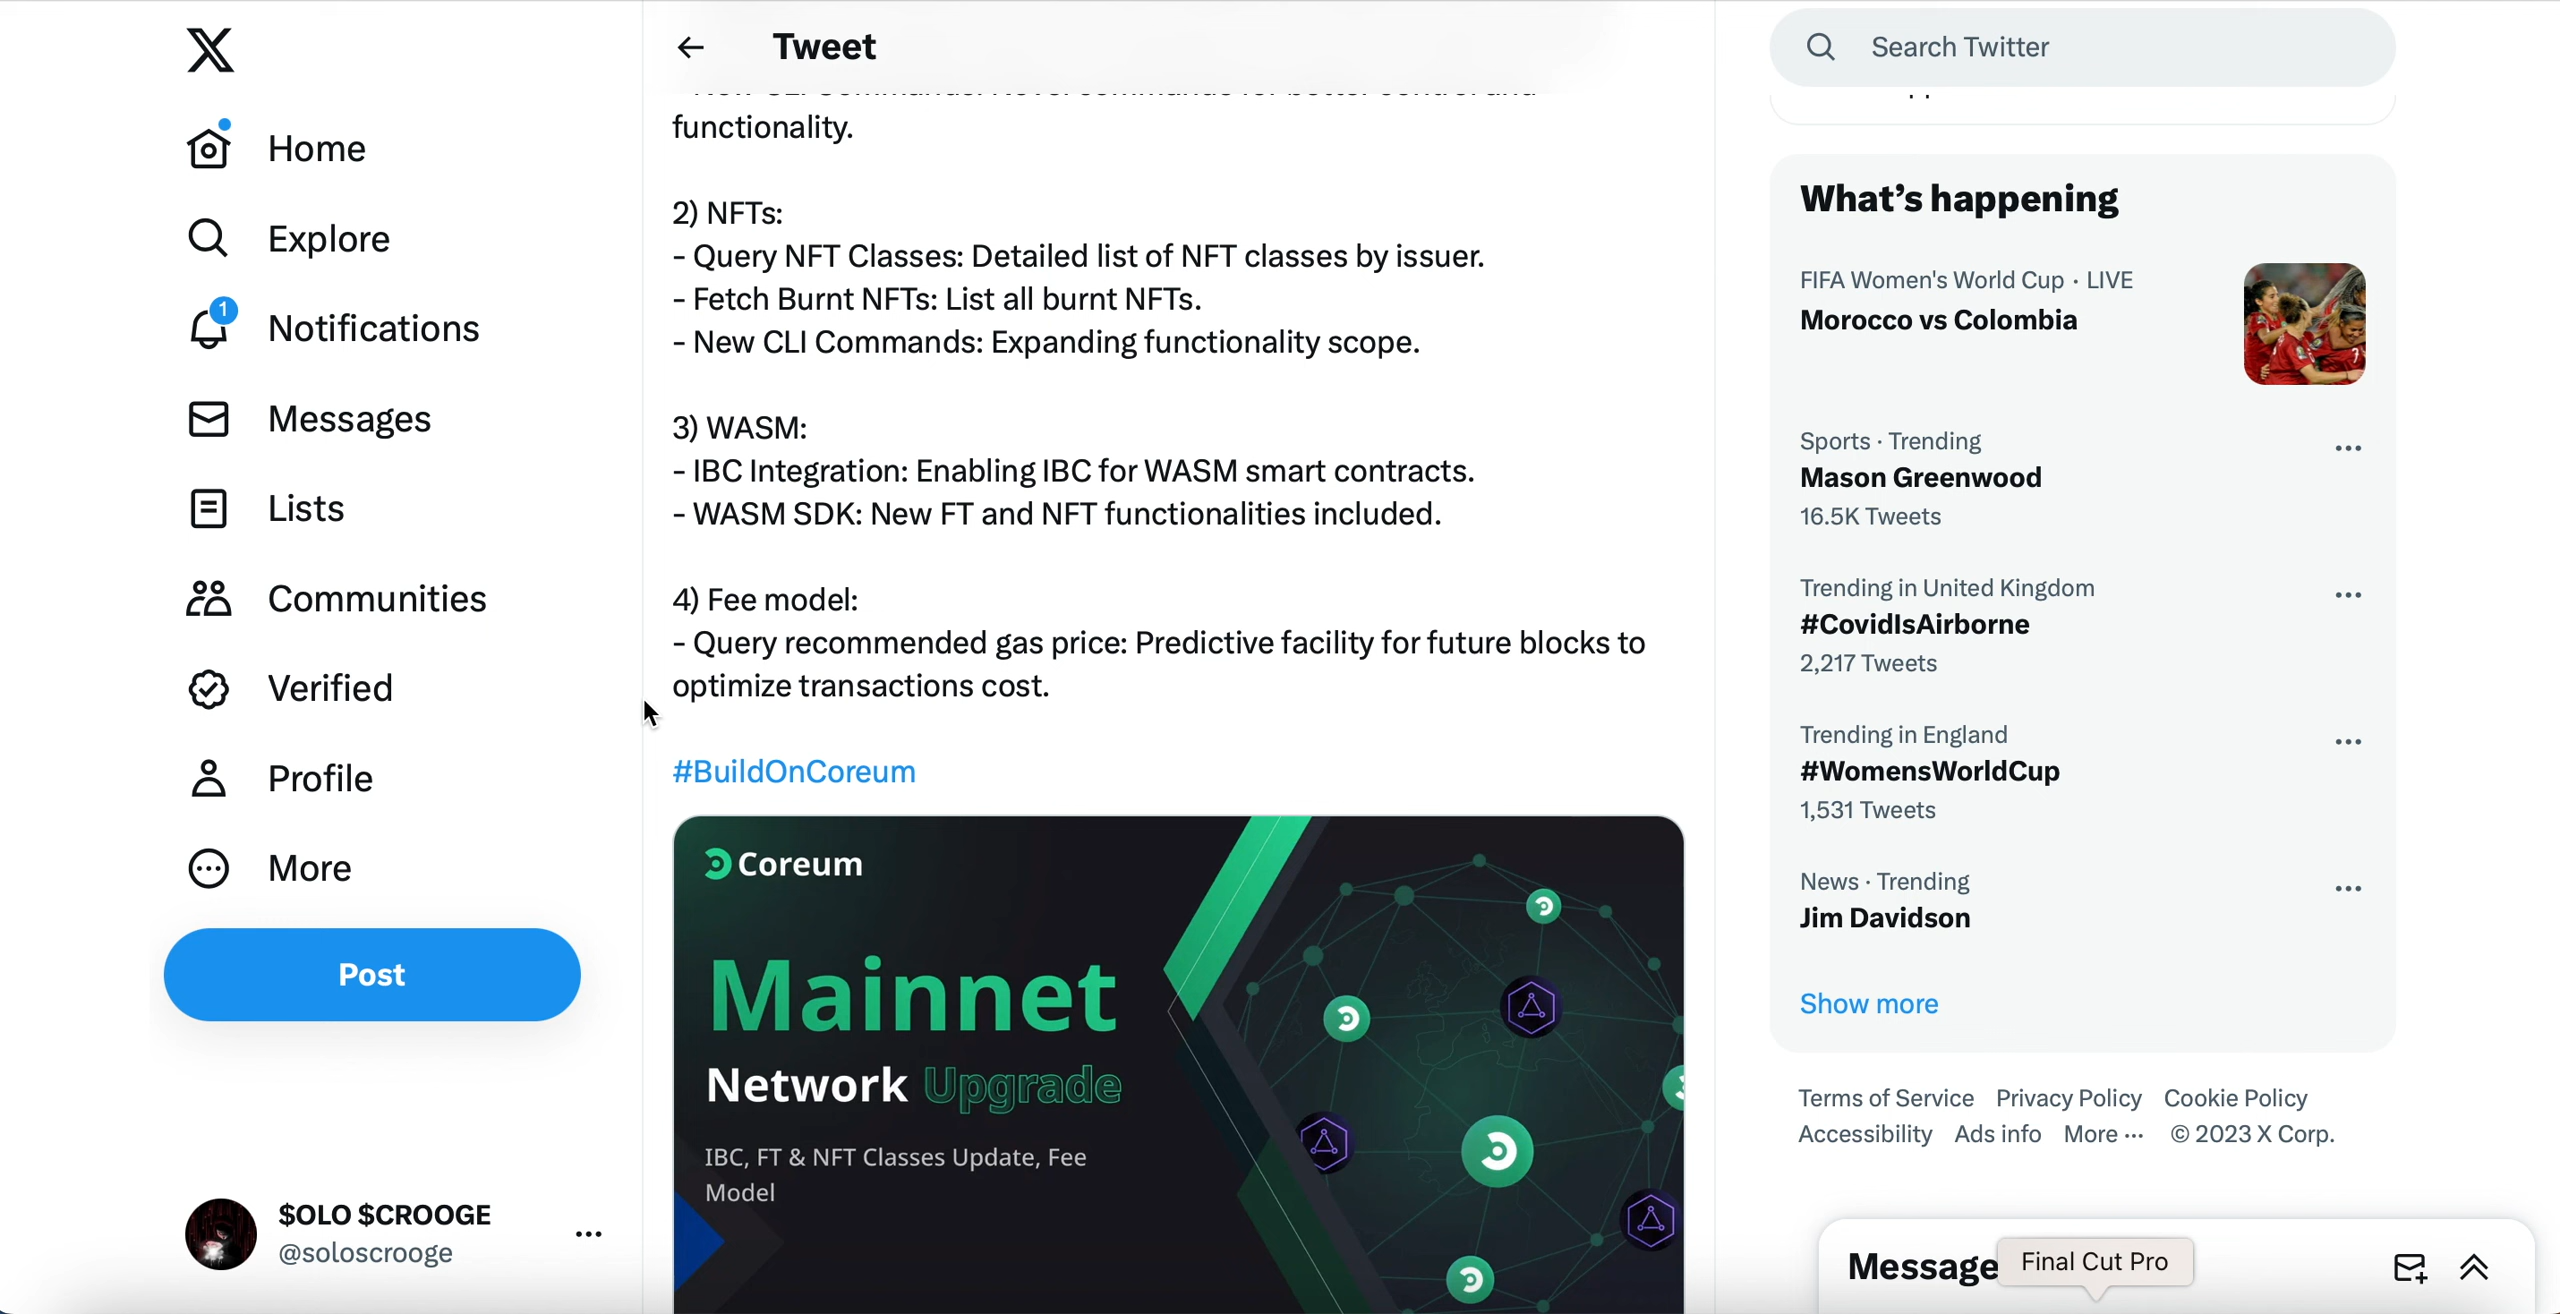 Home
Explore
1
Notifications
Messages
Lists
Communities
Verified
Profile
More
Post
$OLO $CROOGE
@soloscrooge
Tweet
functionality.
2) NFTs:
- Query NFT Classes: Detailed list of NFT classes by issuer.
- Fetch Burnt NFTs: List all burnt NFTs.
- New CLI Commands: Expanding functionality scope.
3) WASM:
- IBC Integration: Enabling IBC for WASM smart contracts.
- WASM SDK: New FT and NFT functionalities included.
4) Fee model:
- Query recommended gas price: Predictive facility for future blocks to
optimize transactions cost.
#BuildOnCoreum
Coreum
Mainnet
Network Upgrade
IBC, FT & NFT Classes Update, Fee
Model
Search Twitter
What's happening
FIFA Women's World Cup · LIVE
Morocco vs Colombia
Sports · Trending
Mason Greenwood
16.5K Tweets
Trending in United Kingdom
#CovidIsAirborne
2,217 Tweets
Trending in England
#WomensWorldCup
1,531 Tweets
News · Trending
Jim Davidson
Show more
Terms of Service Privacy Policy Cookie Policy
Accessibility Ads info More ··· © 2023 X Corp.
Message
Final Cut Pro